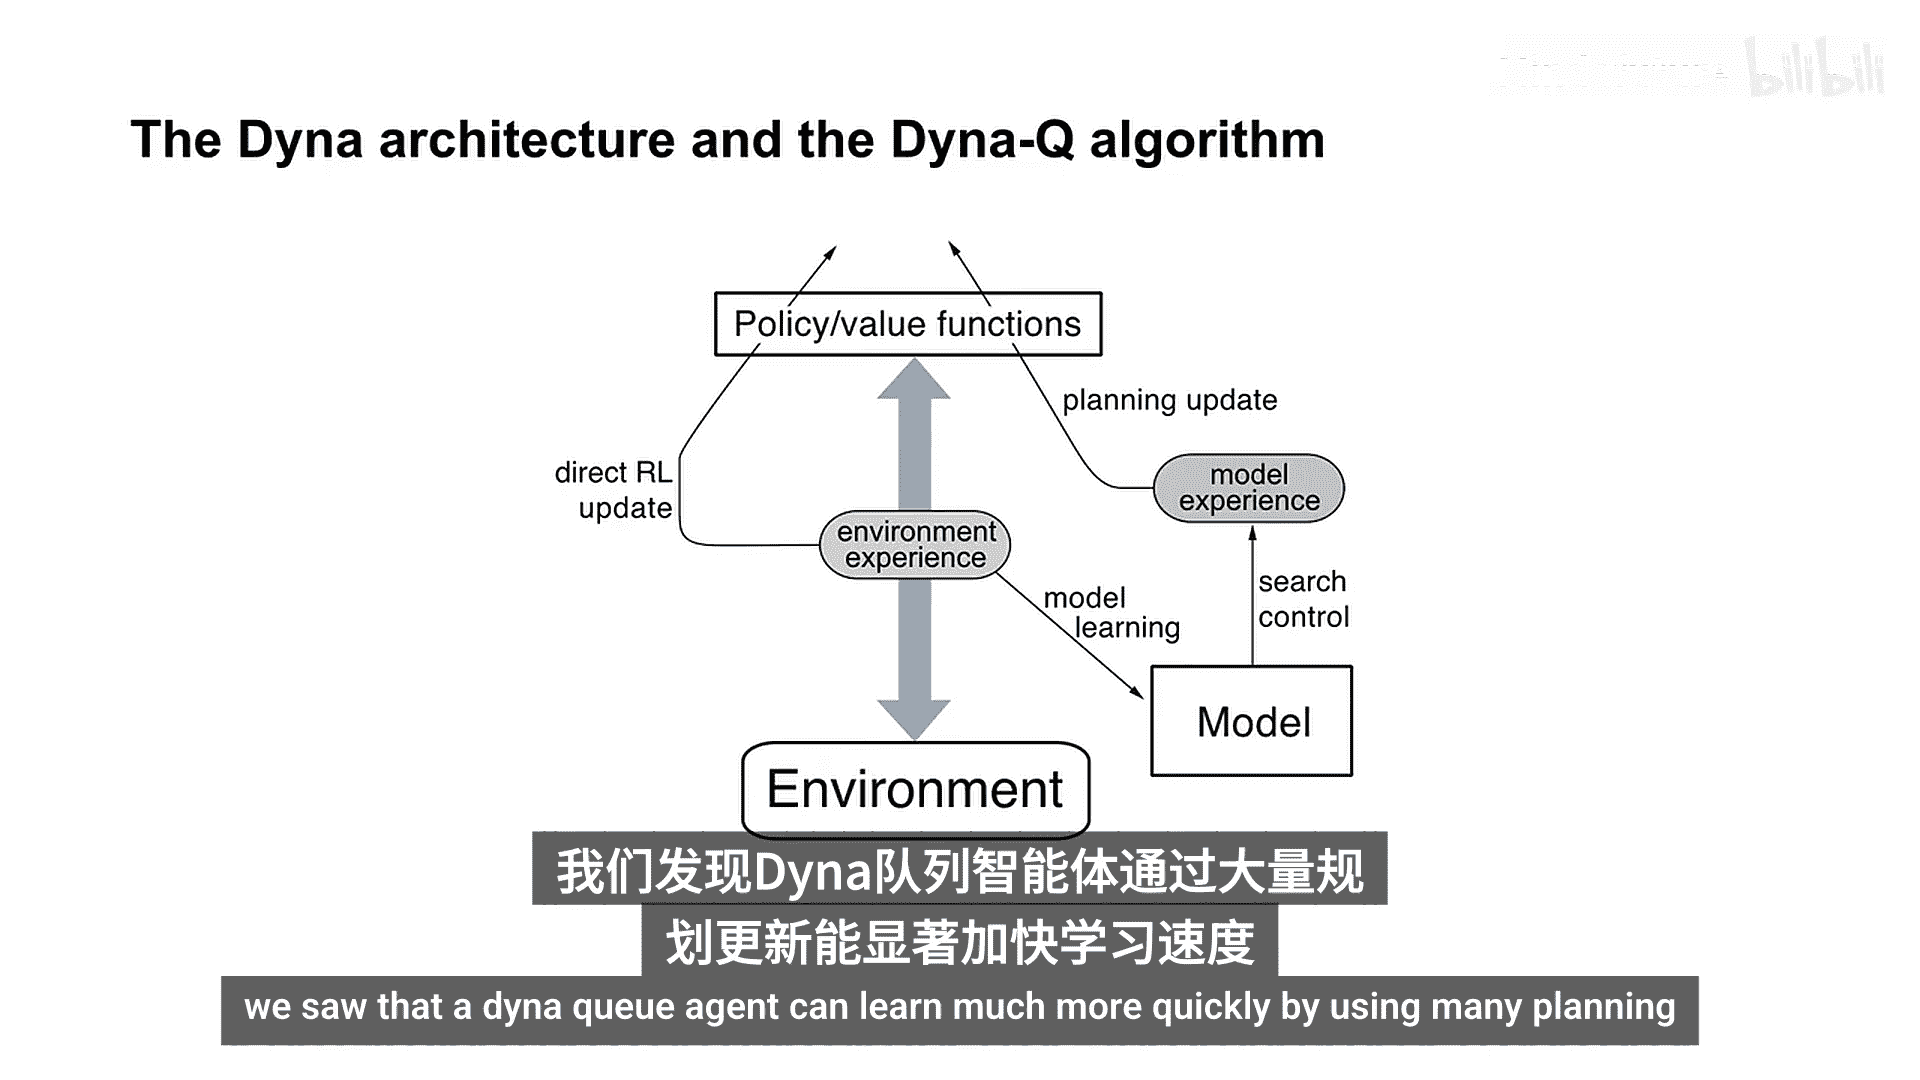 bilibili
The Dyna architecture and the Dyna-Q algorithm
Policy/value functions
planning update
direct RL
update
model
experience
environment
experience
search
control
model
learning
Model
Environment
我们发现Dyna队列智能体通过大量规
划更新能显著加快学习速度
we saw that a dyna queue agent can learn much more quickly by using many planning